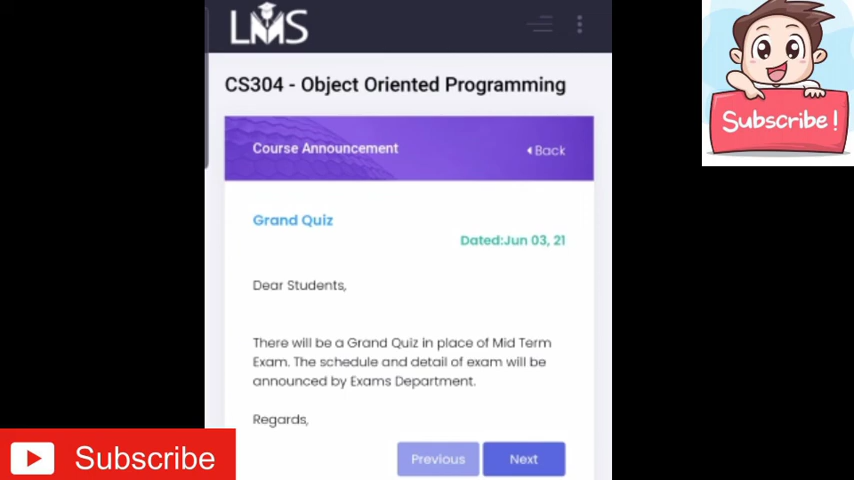 LMS
CS304 - Object Oriented Programming
Course Announcement
Back
Grand Quiz
Dated:Jun 03, 21
Dear Students,
There will be a Grand Quiz in place of Mid Term
Exam. The schedule and detail of exam will be
announced by Exams Department.
Regards,
Previous
Next
Subscribe!
Subscribe